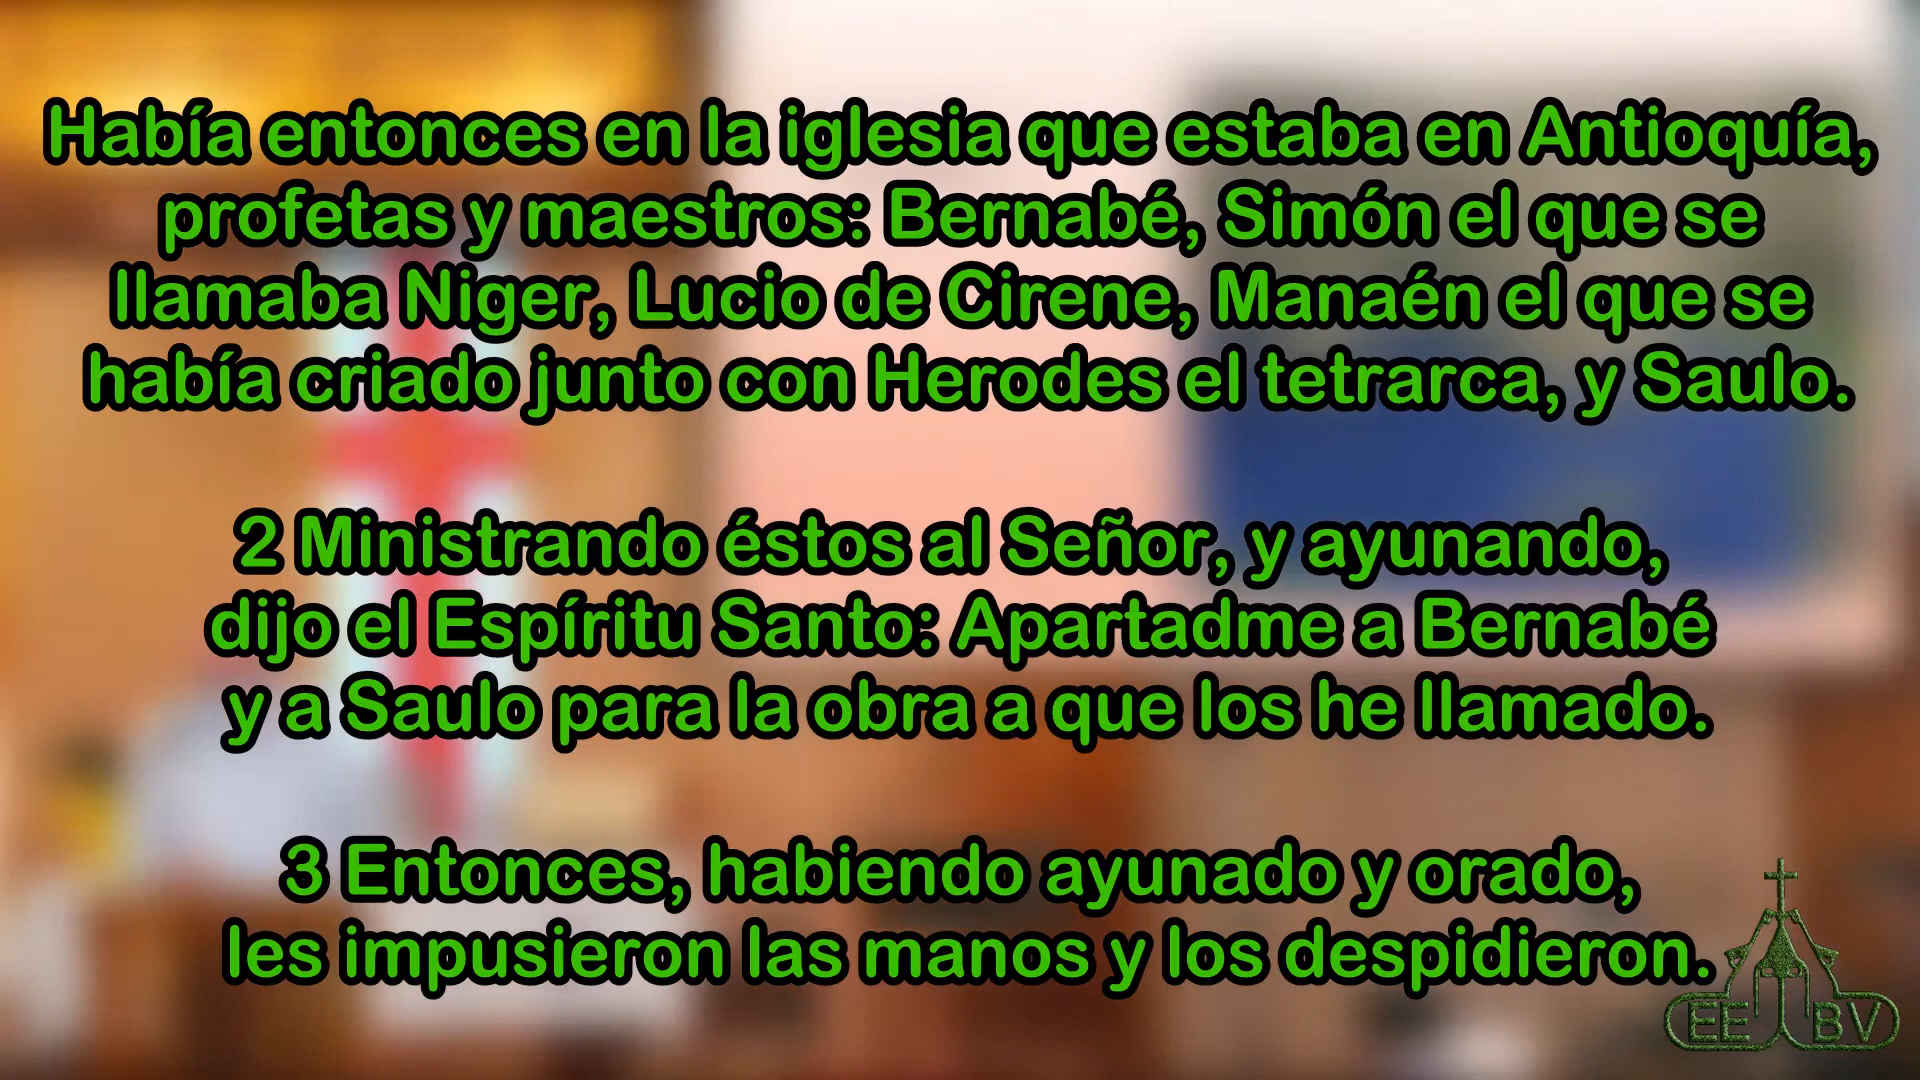 Había entonces en la iglesia que estaba en Antioquía,
profetas y maestros: Bernabé, Simón el que se
llamaba Niger, Lucio de Cirene, Manaén el que se
había criado junto con Herodes el tetrarca, y Saulo.
2 Ministrando éstos al Señor, y ayunando,
dijo el Espíritu Santo: Apartadme a Bernabé
y a Saulo para la obra a que los he llamado.
3 Entonces, habiendo ayunado y orado,
les impusieron las manos y los despidieron.
EE BV